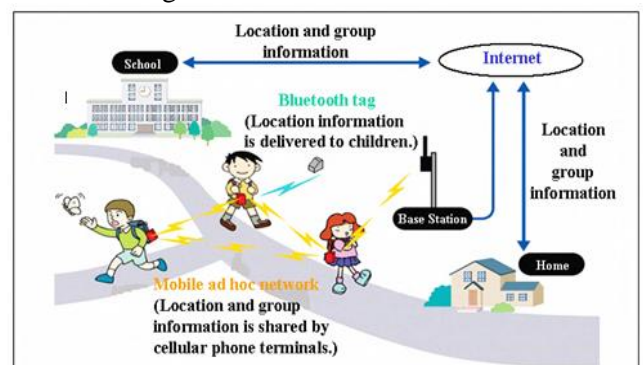 Location and group
information
School
Internet
Bluetooth tag
(Location information
is delivered to children.)
Location
and
group
information
Base Station
Home
Mobile ad hoc network
(Location and group
information is shared by
cellular phone terminals.)